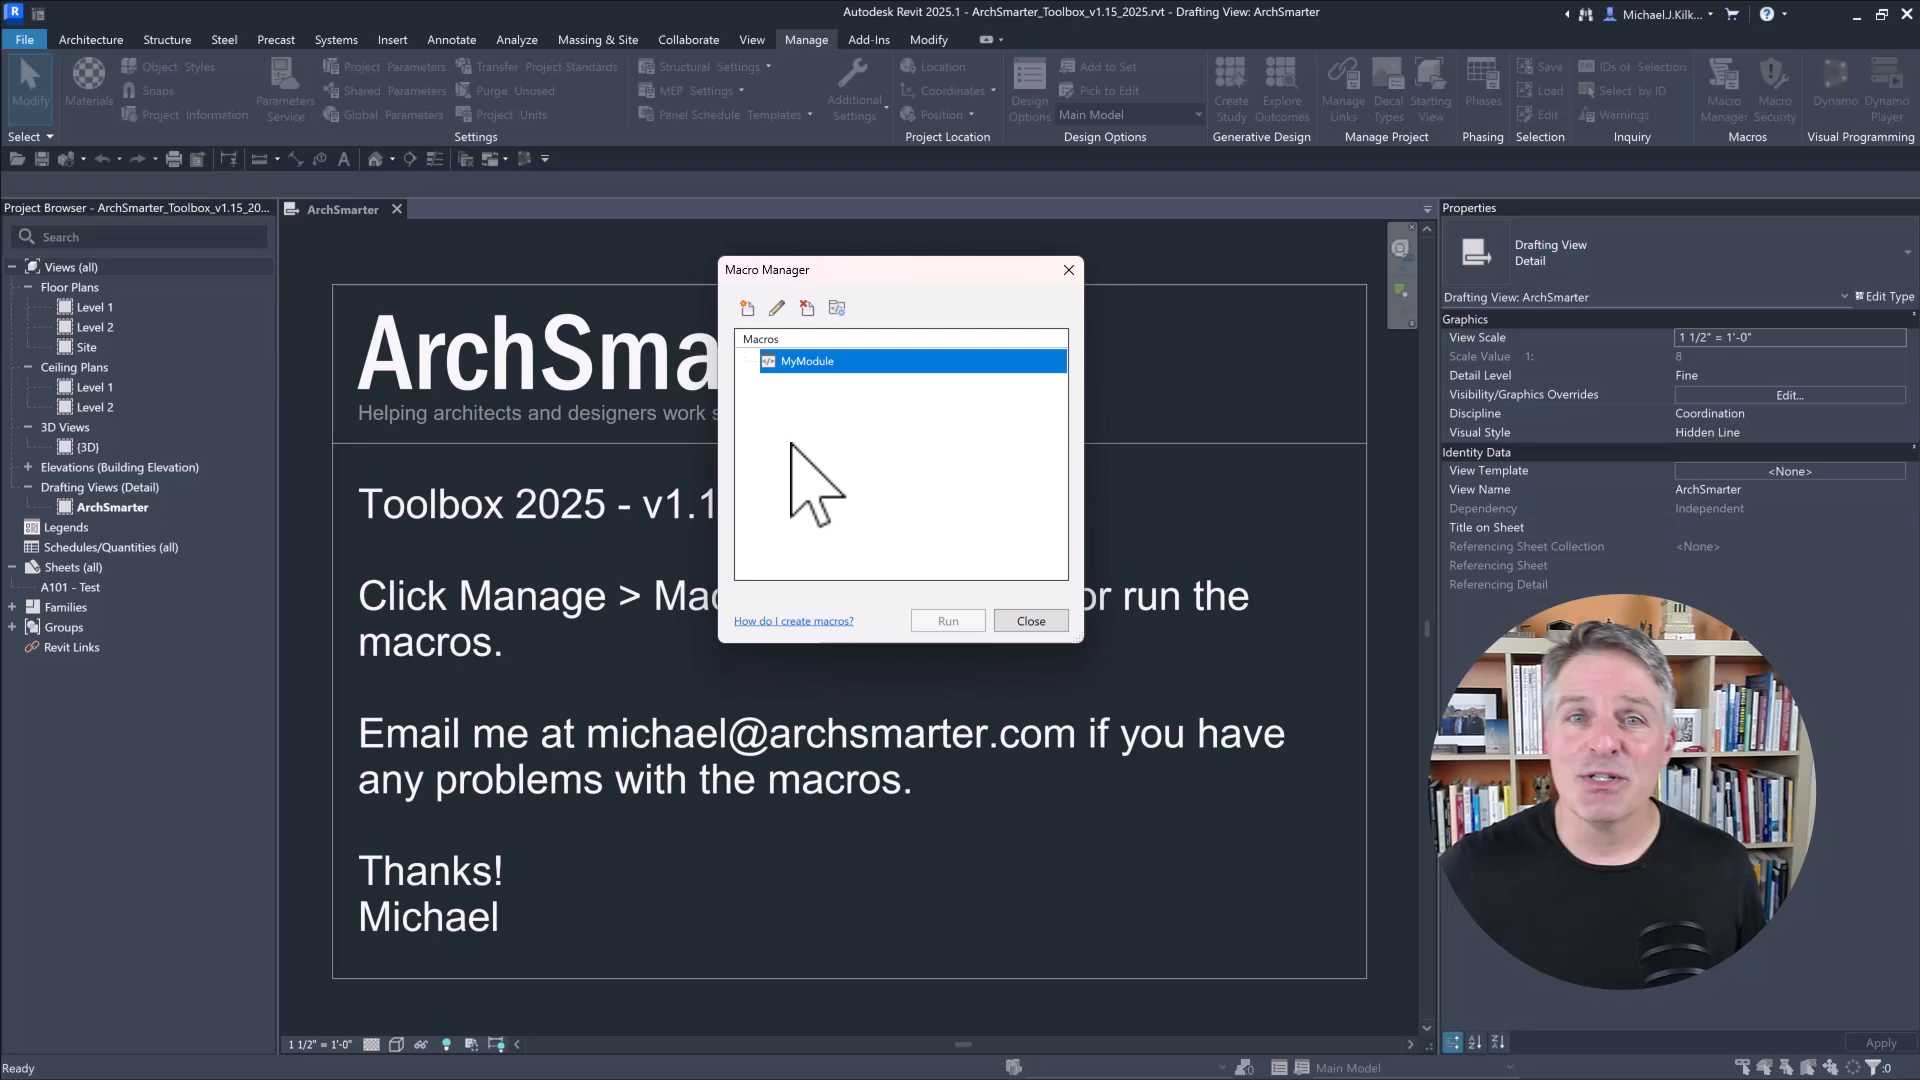 Autodesk Revit 2025.1 - ArchSmarter_Toolbox_v1.15_2025.rvt - Drafting View: ArchSmarter
Michael.J.Kilk...
File Architecture Structure Steel Precast Systems Insert Annotate Analyze Massing & Site Collaborate View Manage Add-Ins Modify
Modify
Materials
Object Styles
Snaps
Project Information
Parameters Service
Project Parameters
Shared Parameters
Global Parameters
Transfer Project Standards
Purge Unused
Project Units
Structural Settings
MEP Settings
Panel Schedule Templates
Additional Settings
Location
Coordinates
Position
Design Options
Add to Set
Pick to Edit
Main Model
Create Study
Explore Outcomes
Manage Links
Decal Types
Starting View
Phases
Save
Load
Edit
IDs of Selection
Select by ID
Warnings
Macro Manager
Macro Security
Dynamo
Dynamo Player
Select
Settings
Project Location
Design Options
Generative Design
Manage Project
Phasing
Selection
Inquiry
Macros
Visual Programming
Project Browser - ArchSmarter_Toolbox_v1.15_20...
Search
Views (all)
Floor Plans
Level 1
Level 2
Site
Ceiling Plans
Level 1
Level 2
3D Views
{3D}
Elevations (Building Elevation)
Drafting Views (Detail)
ArchSmarter
Legends
Schedules/Quantities (all)
Sheets (all)
A101 - Test
Families
Groups
Revit Links
ArchSmarter
ArchSma
Helping architects and designers work s
Toolbox 2025 - v1.1
Click Manage > Mac or run the
macros.
Email me at michael@archsmarter.com if you have
any problems with the macros.
Thanks!
Michael
Macro Manager
Macros
MyModule
How do I create macros?
Run
Close
Properties
Drafting View
Detail
Drafting View: ArchSmarter
Edit Type
Graphics
View Scale 1 1/2" = 1'-0"
Scale Value 1: 8
Detail Level Fine
Visibility/Graphics Overrides Edit...
Discipline Coordination
Visual Style Hidden Line
Identity Data
View Template <None>
View Name ArchSmarter
Dependency Independent
Title on Sheet
Referencing Sheet Collection <None>
Referencing Sheet
Referencing Detail
Apply
1 1/2" = 1'-0"
Ready
Main Model
:0